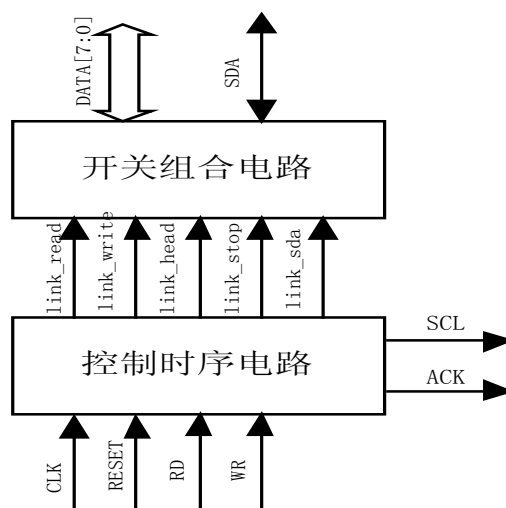 DATA[7:0]
SDA
开关组合电路
link_read
link_write
link_head
link_stop
link_sda
SCL
控制时序电路
ACK
CLK
RESET
RD
WR